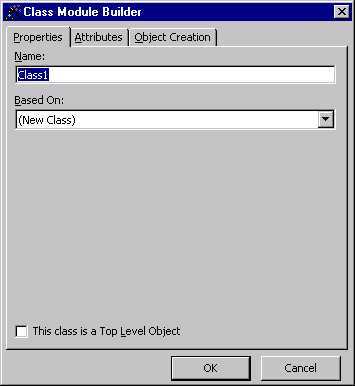 Class Module Builder
Properties Attributes Object Creation
Name:
Class1
Based On:
(New Class)
This class is a Top Level Object
OK Cancel